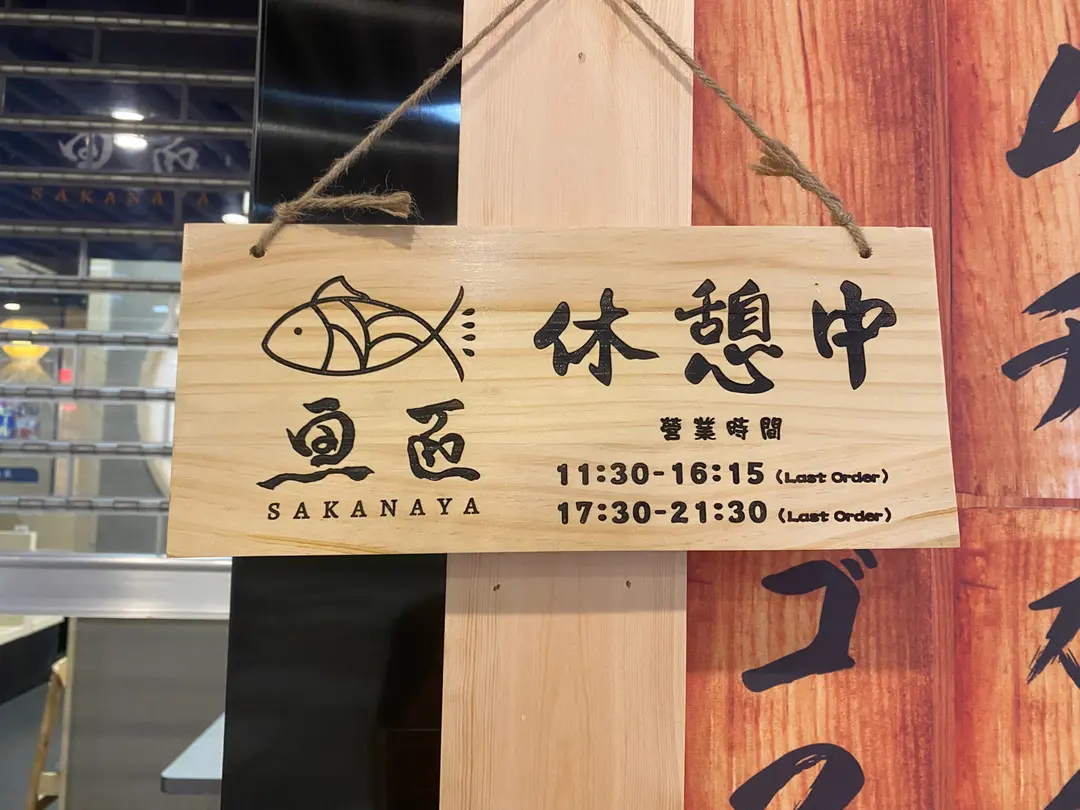 魚匠
SAKANAYA
休憩中
營業時間
11:30-16:15 (Last Order)
17:30-21:30 (Last Order)
ゴ